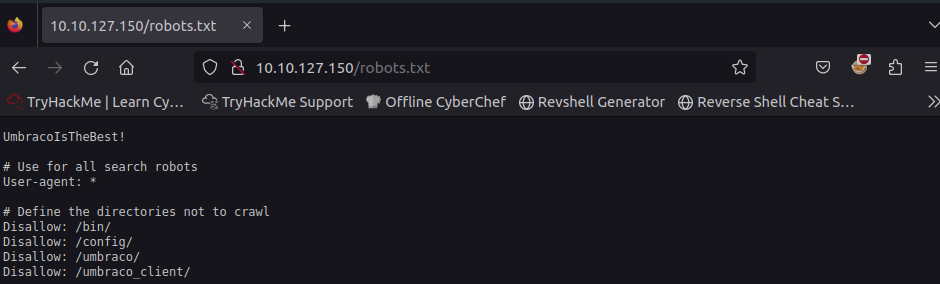 10.10.127.150/robots.txt
10.10.127.150/robots.txt
TryHackMe | Learn Cy... TryHackMe Support Offline CyberChef Revshell Generator Reverse Shell Cheat S...
UmbracoIsTheBest!
# Use for all search robots
User-agent: *
# Define the directories not to crawl
Disallow: /bin/
Disallow: /config/
Disallow: /umbraco/
Disallow: /umbraco_client/